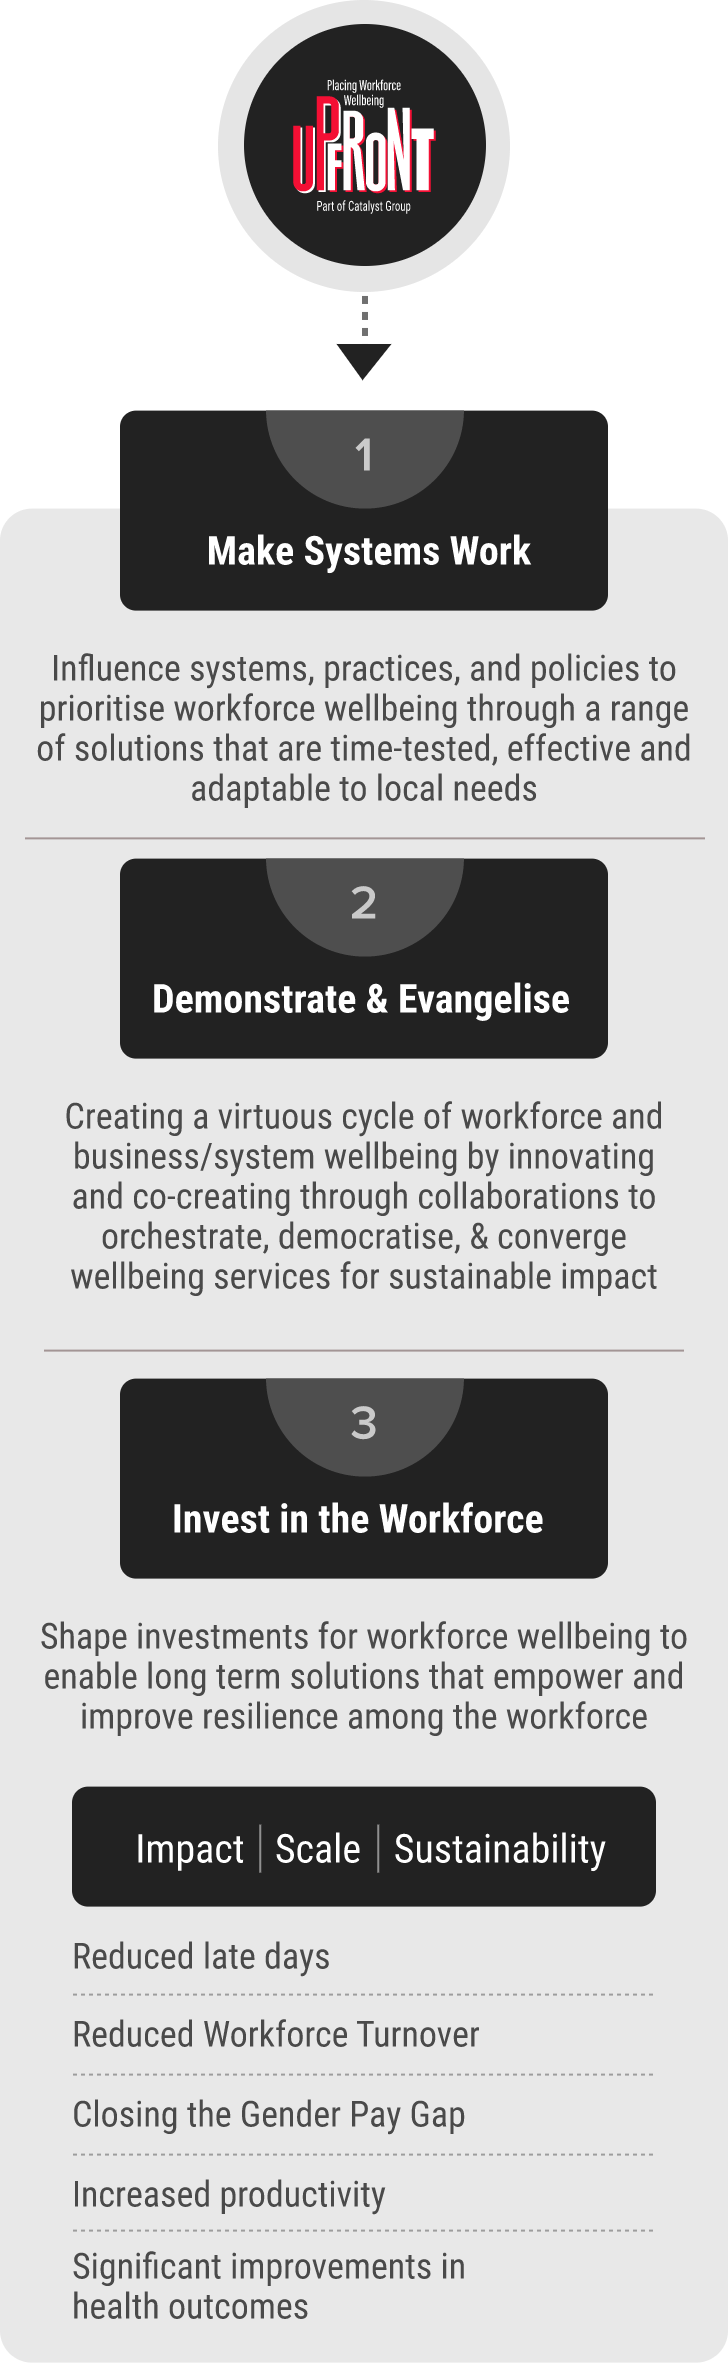 Placing Workforce
Wellbeing
UPFRONT
Part of Catalyst Group
1
Make Systems Work
Influence systems, practices, and policies to
prioritise workforce wellbeing through a range
of solutions that are time-tested, effective and
adaptable to local needs
2
Demonstrate & Evangelise
Creating a virtuous cycle of workforce and
business/system wellbeing by innovating
and co-creating through collaborations to
orchestrate, democratise, & converge
wellbeing services for sustainable impact
3
Invest in the Workforce
Shape investments for workforce wellbeing to
enable long term solutions that empower and
improve resilience among the workforce
Impact | Scale | Sustainability
Reduced late days
Reduced Workforce Turnover
Closing the Gender Pay Gap
Increased productivity
Significant improvements in
health outcomes